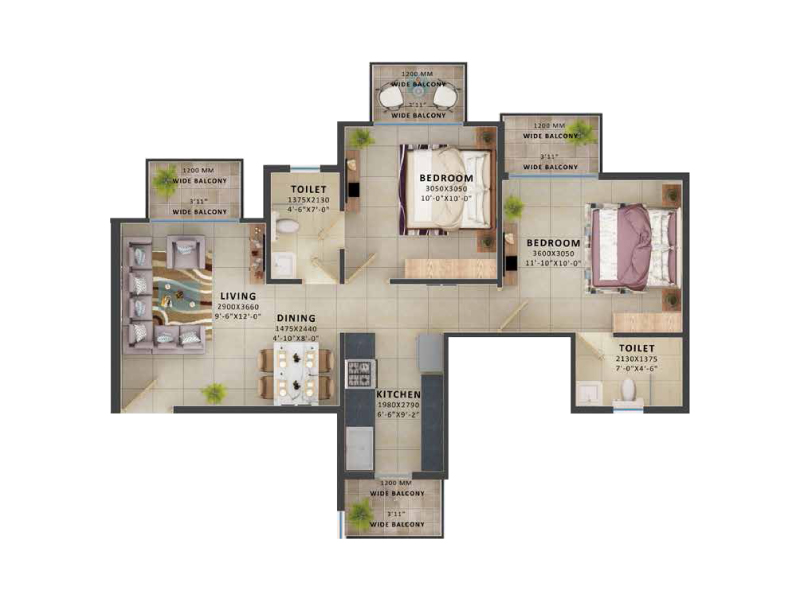 1200 MM
WIDE BALCONY
3'11"
WIDE BALCONY
1200 MM
WIDE BALCONY
3'11"
WIDE BALCONY
1200 MM
WIDE BALCONY
3'11"
WIDE BALCONY
TOILET
1375X2130
4'-6"X7'-0"
BEDROOM
3050X3050
10'-0"X10'-0"
BEDROOM
3600X3050
11'-10"X10'-0"
LIVING
2900X3660
9'-6"X12'-0"
DINING
1475X2440
4'-10"X8'-0"
TOILET
2130X1375
7'-0"X4'-6"
KITCHEN
1980X2790
6'-6"X9'-2"
1200 MM
WIDE BALCONY
3'11"
WIDE BALCONY